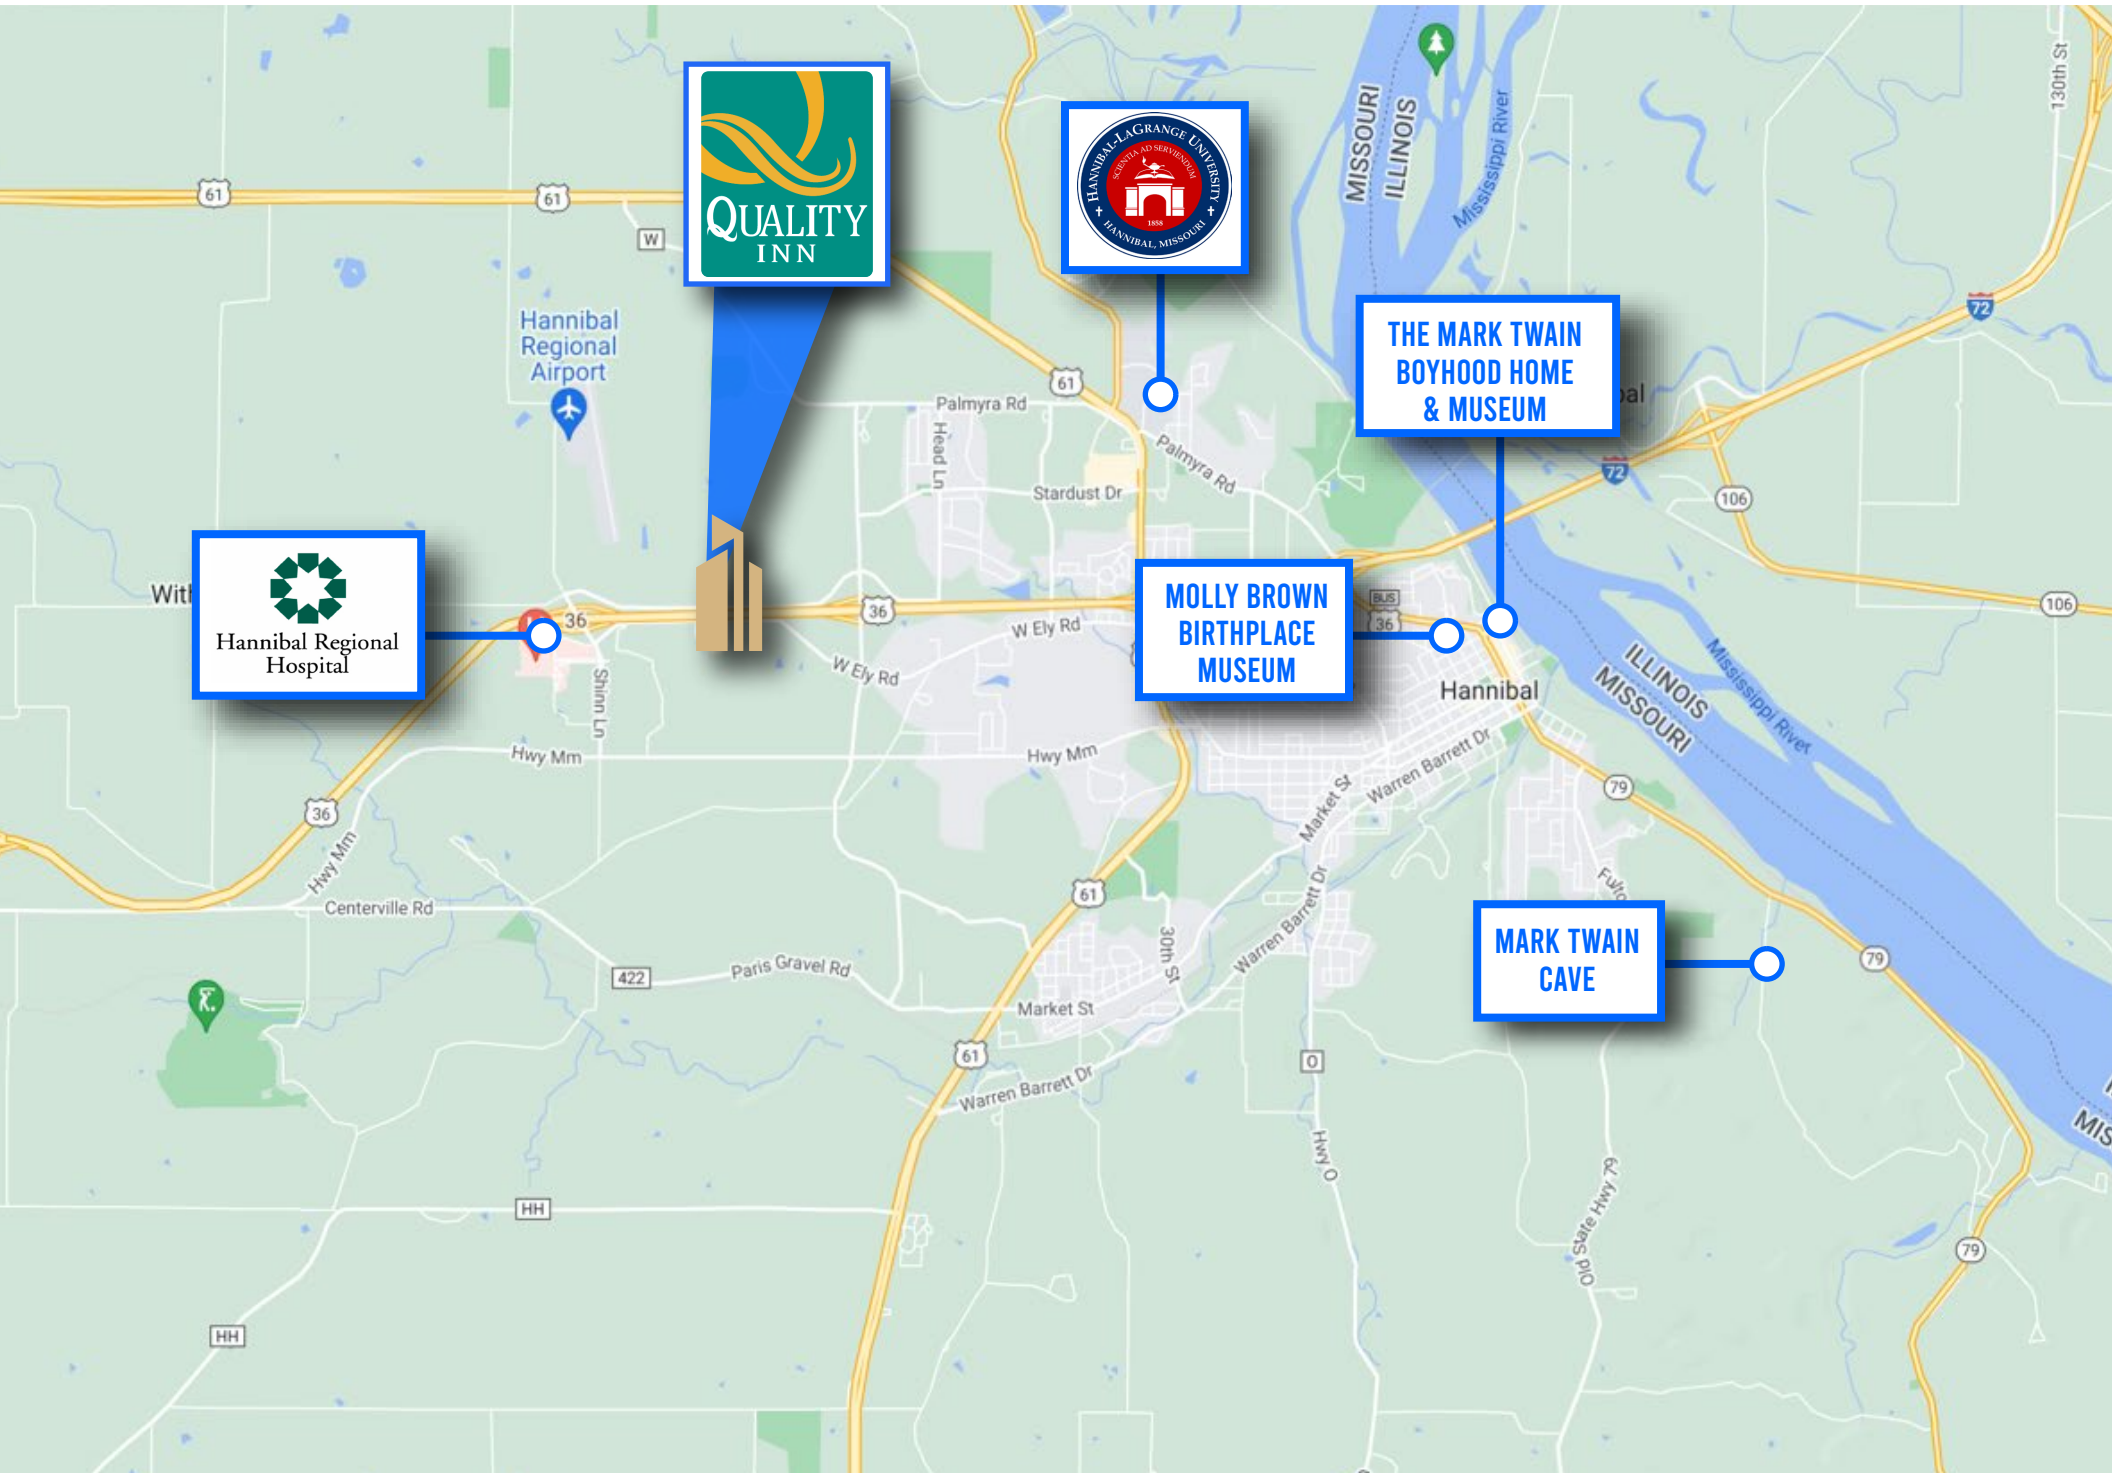 130th St
MISSOURI
ILLINOIS
Mississippi River
61
61
W
QUALITY
INN
HANNIBAL-LAGRANGE UNIVERSITY
SCIENTIA AD SERVIENDUM
1858
HANNIBAL, MISSOURI
Hannibal
Regional
Airport
72
THE MARK TWAIN
BOYHOOD HOME
& MUSEUM
61
Palmyra Rd
Head Ln
Palmyra Rd
Stardust Dr
72
106
Hannibal Regional
Hospital
36
36
W Ely Rd
W Ely Rd
Shinn Ln
MOLLY BROWN
BIRTHPLACE
MUSEUM
BUS
36
106
Hannibal
ILLINOIS
MISSOURI
Mississippi River
Hwy Mm
Hwy Mm
Warren Barrett Dr
Market St
79
36
Hwy Mm
Centerville Rd
61
30th St
Warren Barrett Dr
MARK TWAIN
CAVE
79
422
Paris Gravel Rd
Market St
61
Warren Barrett Dr
O
Hwy O
Old State Hwy 79
HH
79
HH